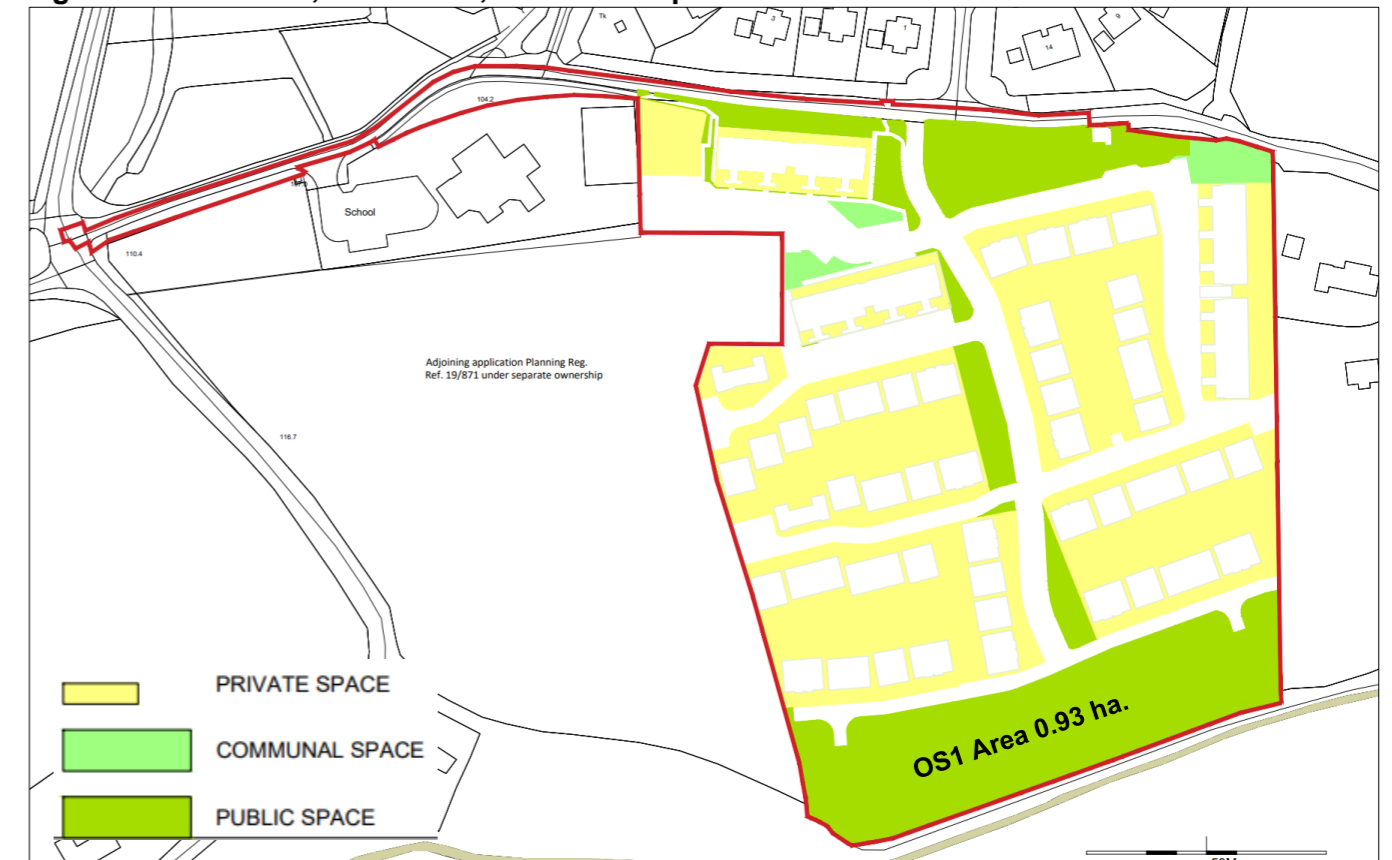 Tk
3
1
9
14
104.2
School
110.4
Adjoining application Planning Reg.
Ref. 19/871 under separate ownership
116.7
PRIVATE SPACE
COMMUNAL SPACE
PUBLIC SPACE
OS1 Area 0.93 ha.